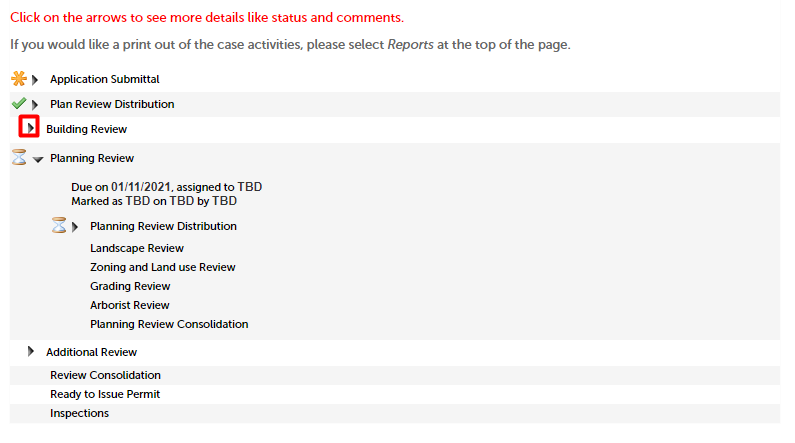 Click on the arrows to see more details like status and comments.
If you would like a print out of the case activities, please select Reports at the top of the page.
Application Submittal
Plan Review Distribution
Building Review
Planning Review
Due on 01/11/2021, assigned to TBD
Marked as TBD on TBD by TBD
Planning Review Distribution
Landscape Review
Zoning and Land use Review
Grading Review
Arborist Review
Planning Review Consolidation
Additional Review
Review Consolidation
Ready to Issue Permit
Inspections